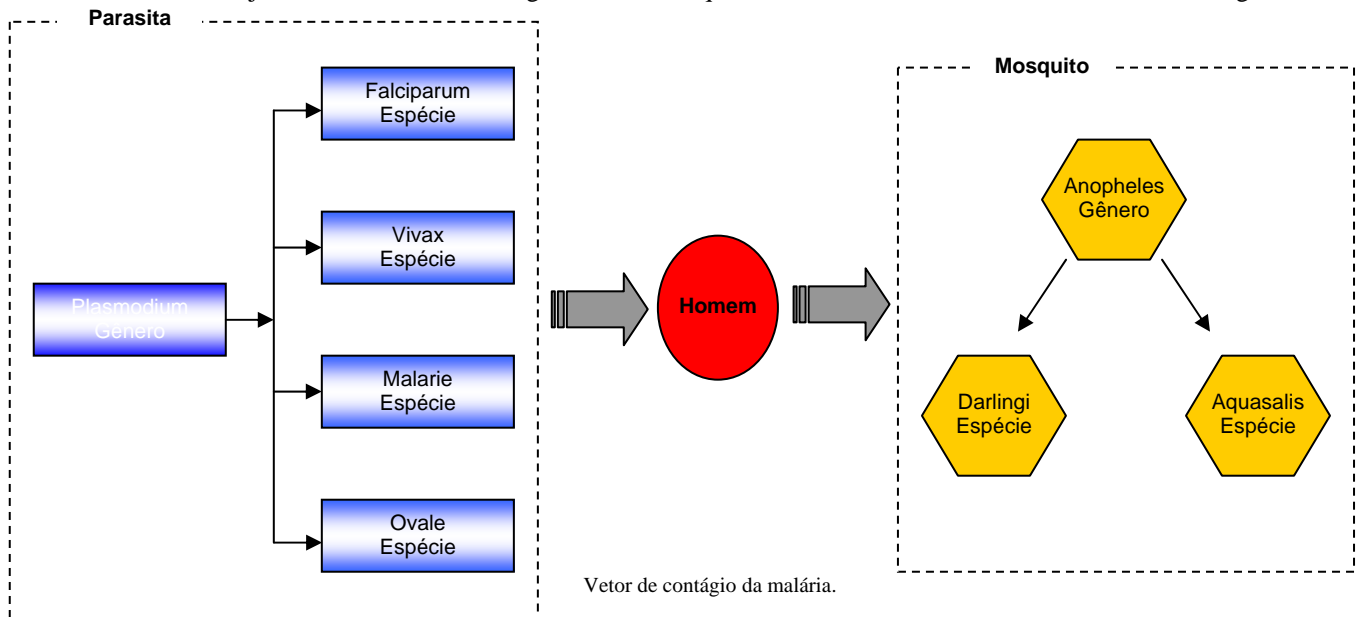 Parasita
Falciparum
Espécie
Vivax
Espécie
Plasmodium
Gênero
Malarie
Espécie
Ovale
Espécie
Homem
Mosquito
Anopheles
Gênero
Darlingi
Espécie
Aquasalis
Espécie
Vetor de contágio da malária.